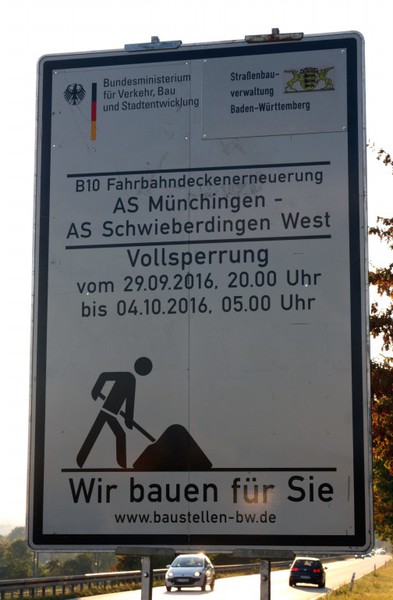 Bundesministerium
für Verkehr, Bau
und Stadtentwicklung
Straßenbau-
verwaltung
Baden-Württemberg
B10 Fahrbahndeckenerneuerung
AS Münchingen -
AS Schwieberdingen West
Vollsperrung
vom 29.09.2016, 20.00 Uhr
bis 04.10.2016, 05.00 Uhr
Wir bauen für Sie
www.baustellen-bw.de